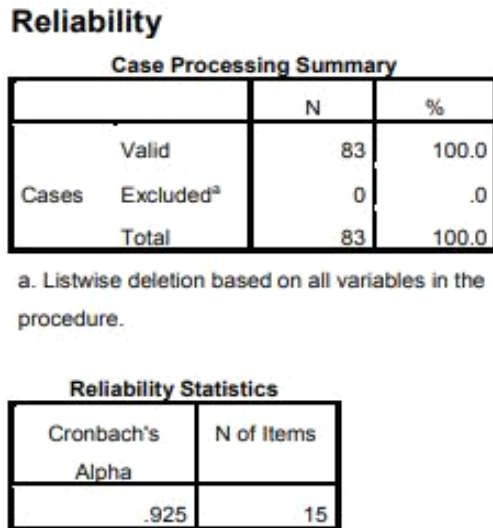 Reliability
Case Processing Summary
N %
Valid 83 100.0
Cases Excludedª 0 .0
Total 83 100.0
a. Listwise deletion based on all variables in the
procedure.
Reliability Statistics
Cronbach's N of Items
Alpha
.925 15